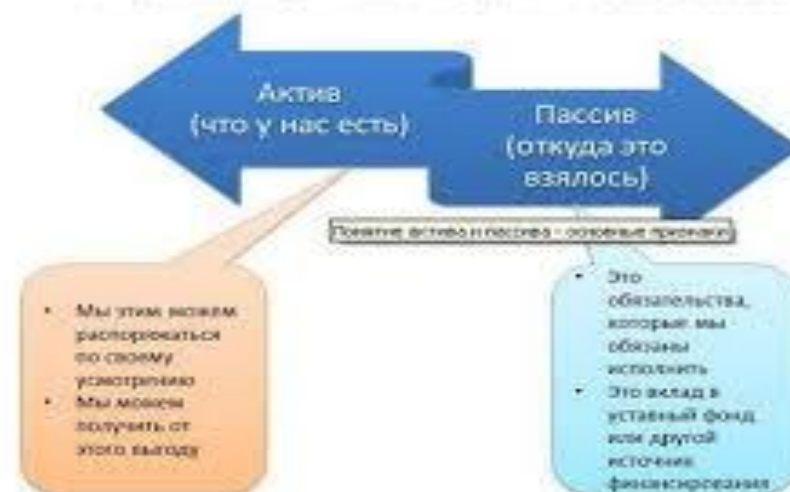 Актив
(что у нас есть)
Пассив
(откуда это
взялось)
Понятие актива и пассива - основные признаки
• Мы этим можем
распоряжаться
по своему
усмотрению
• Мы можем
получить от
этого выгоду
• Это
обязательства,
которые мы
обязаны
исполнить
• Это вклад в
уставный фонд
или другой
источник
финансирования